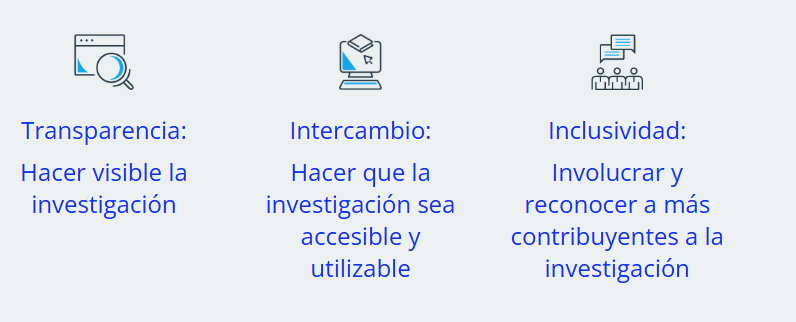 Transparencia:
Hacer visible la
investigación
Intercambio:
Hacer que la
investigación sea
accesible y
utilizable
Inclusividad:
Involucrar y
reconocer a más
contribuyentes a la
investigación